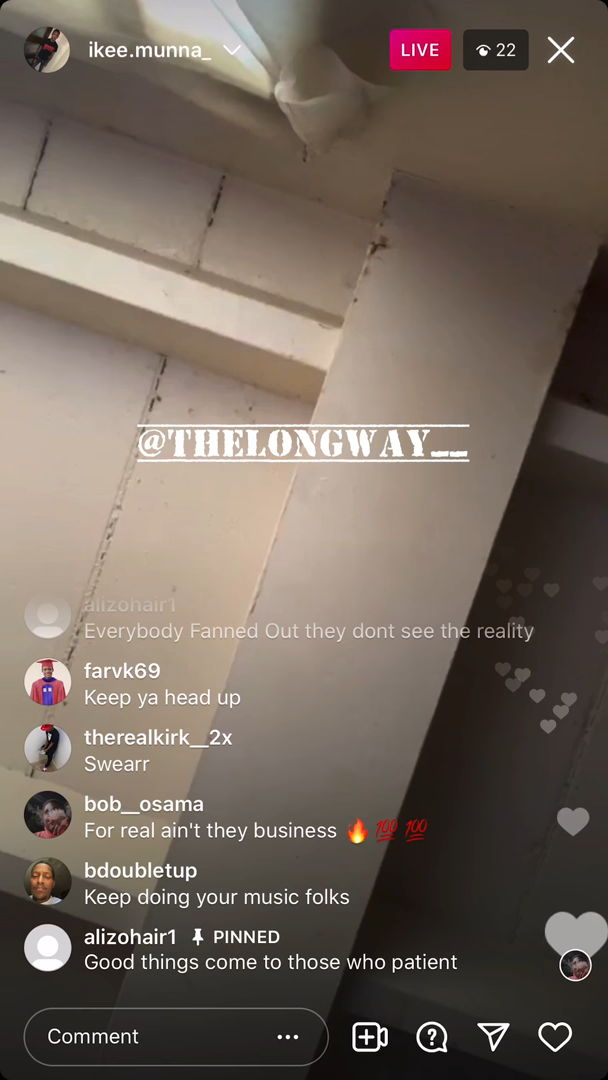 ikee.munna_
LIVE
22
@THELONGWAY__
alizohair1
Everybody Fanned Out they dont see the reality
farvk69
Keep ya head up
therealkirk__2x
Swearr
bob__osama
For real ain't they business 🔥 💯 💯
bdoubletup
Keep doing your music folks
alizohair1 📌 PINNED
Good things come to those who patient
Comment